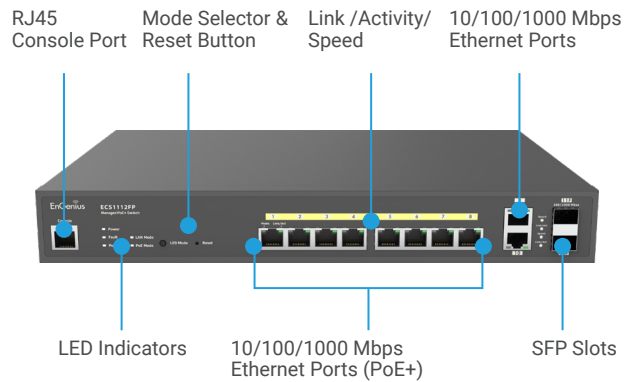 RJ45
Console Port
Mode Selector &
Reset Button
Link /Activity/
Speed
10/100/1000 Mbps
Ethernet Ports
EnGenius
ECS1112FP
Managed PoE+ Switch
Console
Power
Fault
LAN Mode
PoE Mode
LED Mode
Reset
1 2 3 4 5 6 7 8
10
LED Indicators
10/100/1000 Mbps
Ethernet Ports (PoE+)
SFP Slots